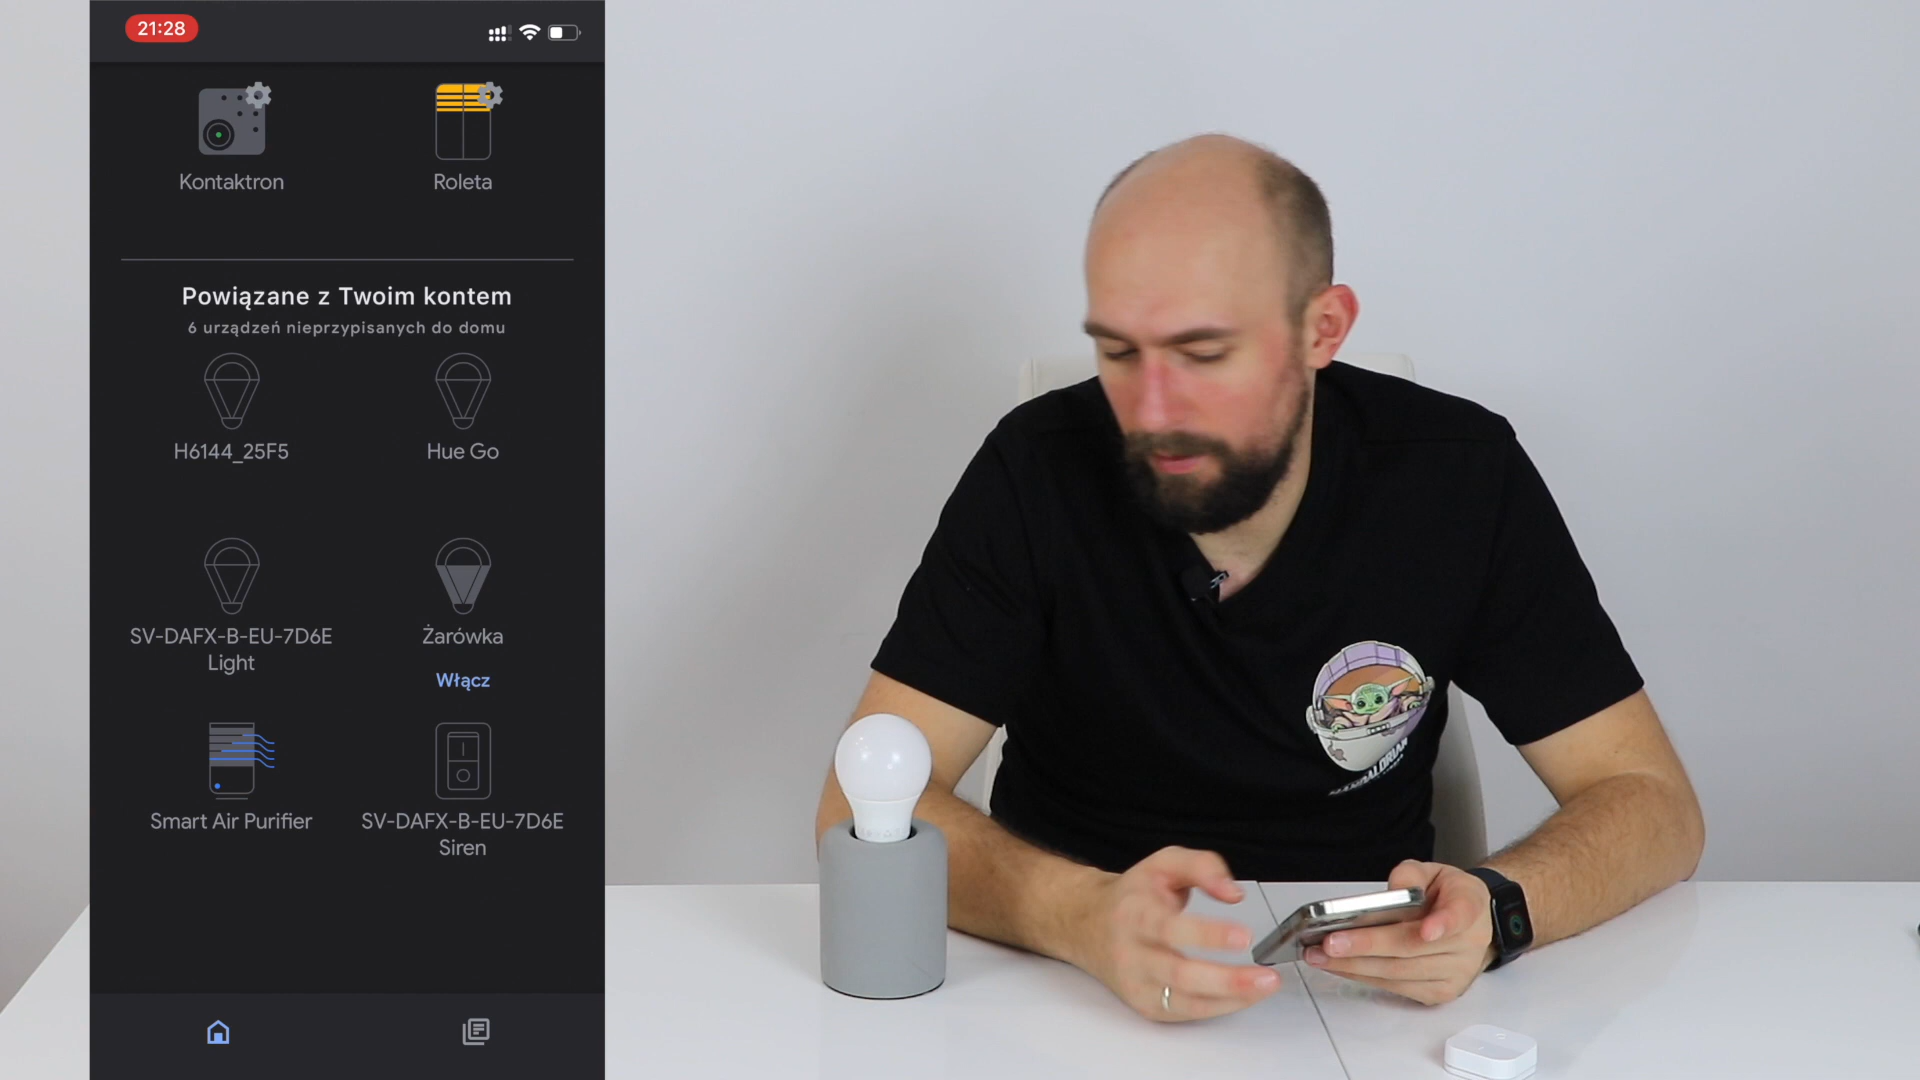 21:28
Kontaktron
Roleta
Powiązane z Twoim kontem
6 urządzeń nieprzypisanych do domu
H6144_25F5
Hue Go
SV-DAFX-B-EU-7D6E
Light
Żarówka
Włącz
Smart Air Purifier
SV-DAFX-B-EU-7D6E
Siren
MANDALORIAN